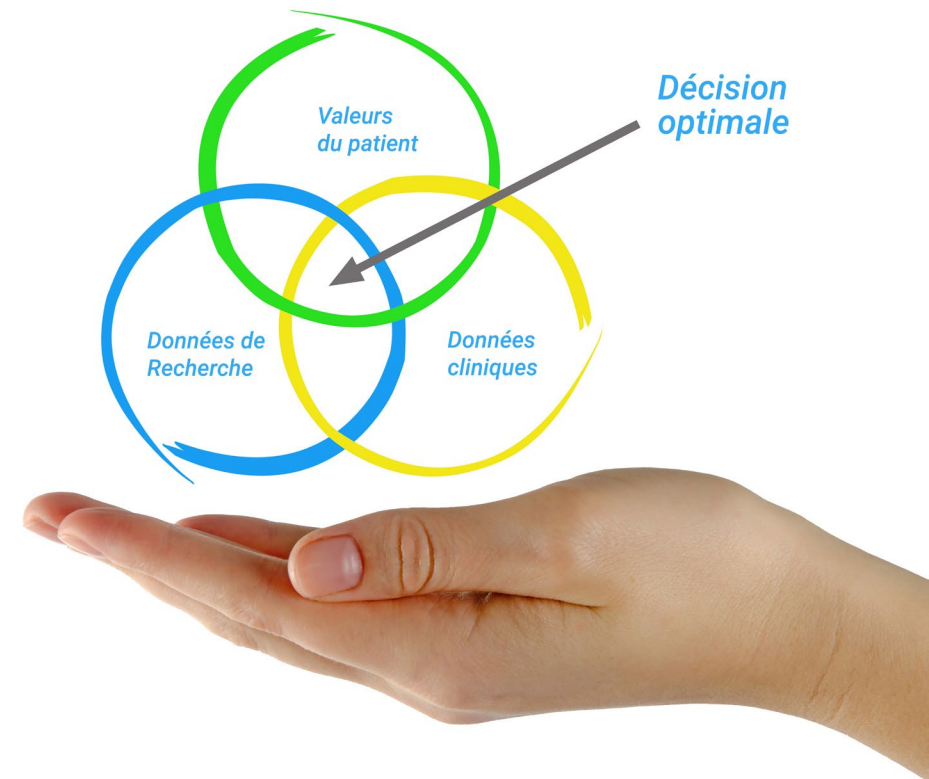 Valeurs
du patient
Décision
optimale
Données de
Recherche
Données
cliniques